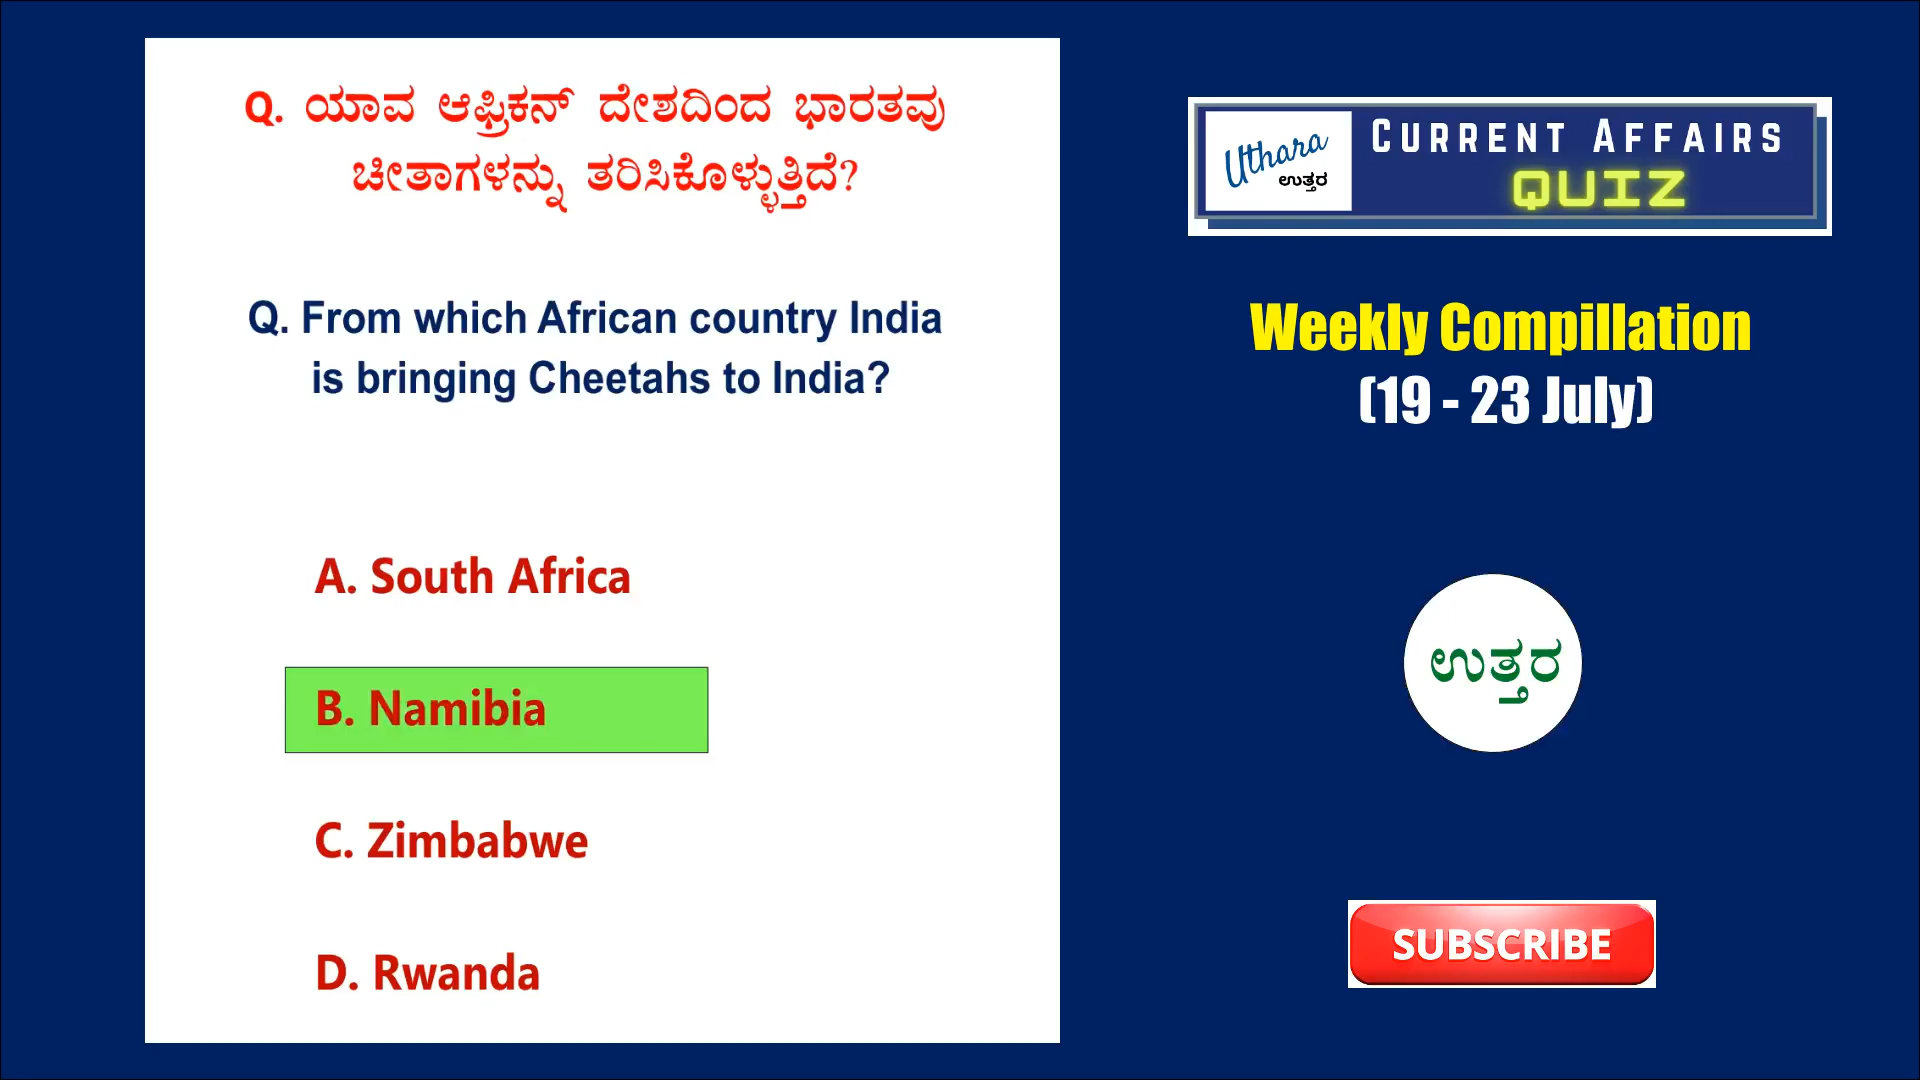 Q. ಯಾವ ಆಫ್ರಿಕನ್ ದೇಶದಿಂದ ಭಾರತವು
ಚೀತಾಗಳನ್ನು ತರಿಸಿಕೊಳ್ಳುತ್ತಿದೆ?
Q. From which African country India
is bringing Cheetahs to India?
A. South Africa
B. Namibia
C. Zimbabwe
D. Rwanda
Uthara
ಉತ್ತರ
CURRENT AFFAIRS
QUIZ
Weekly Compillation
(19 - 23 July)
ಉತ್ತರ
SUBSCRIBE